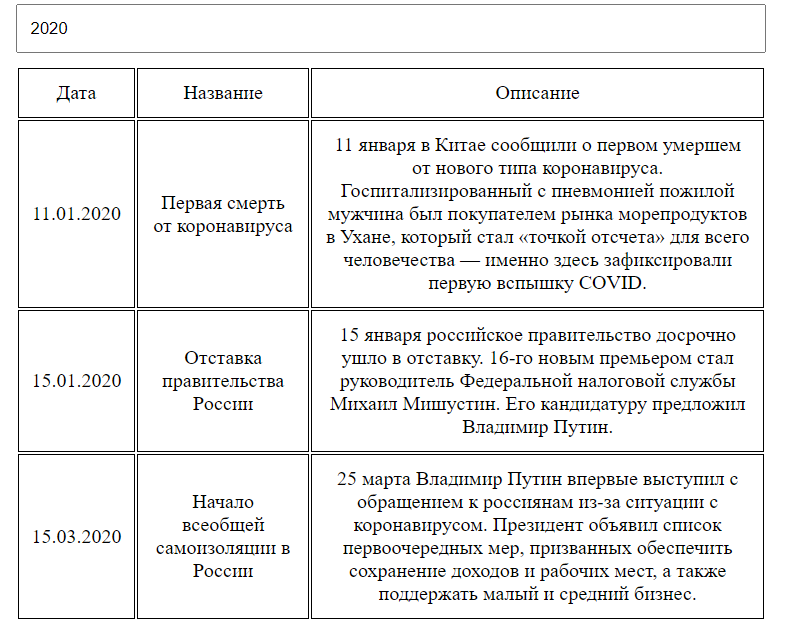 2020
Дата
Название
Описание
11.01.2020
Первая смерть
от коронавируса
11 января в Китае сообщили о первом умершем
от нового типа коронавируса.
Госпитализированный с пневмонией пожилой
мужчина был покупателем рынка морепродуктов
в Ухане, который стал «точкой отсчета» для всего
человечества — именно здесь зафиксировали
первую вспышку COVID.
15.01.2020
Отставка
правительства
России
15 января российское правительство досрочно
ушло в отставку. 16-го новым премьером стал
руководитель Федеральной налоговой службы
Михаил Мишустин. Его кандидатуру предложил
Владимир Путин.
15.03.2020
Начало
всеобщей
самоизоляции в
России
25 марта Владимир Путин впервые выступил с
обращением к россиянам из-за ситуации с
коронавирусом. Президент объявил список
первоочередных мер, призванных обеспечить
сохранение доходов и рабочих мест, а также
поддержать малый и средний бизнес.